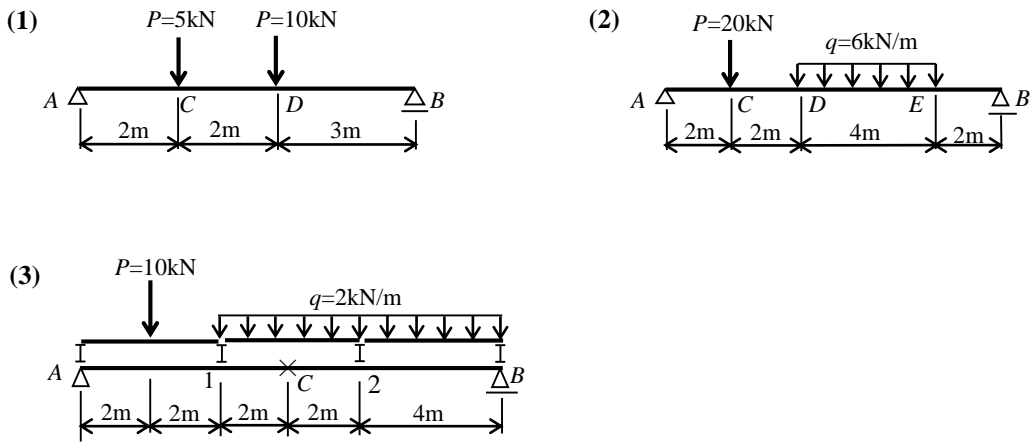 (1)
P=5kN P=10kN
A C D B
2m 2m 3m
(2)
P=20kN
q=6kN/m
A C D E B
2m 2m 4m 2m
(3)
P=10kN
q=2kN/m
A 1 C 2 B
2m 2m 2m 2m 4m